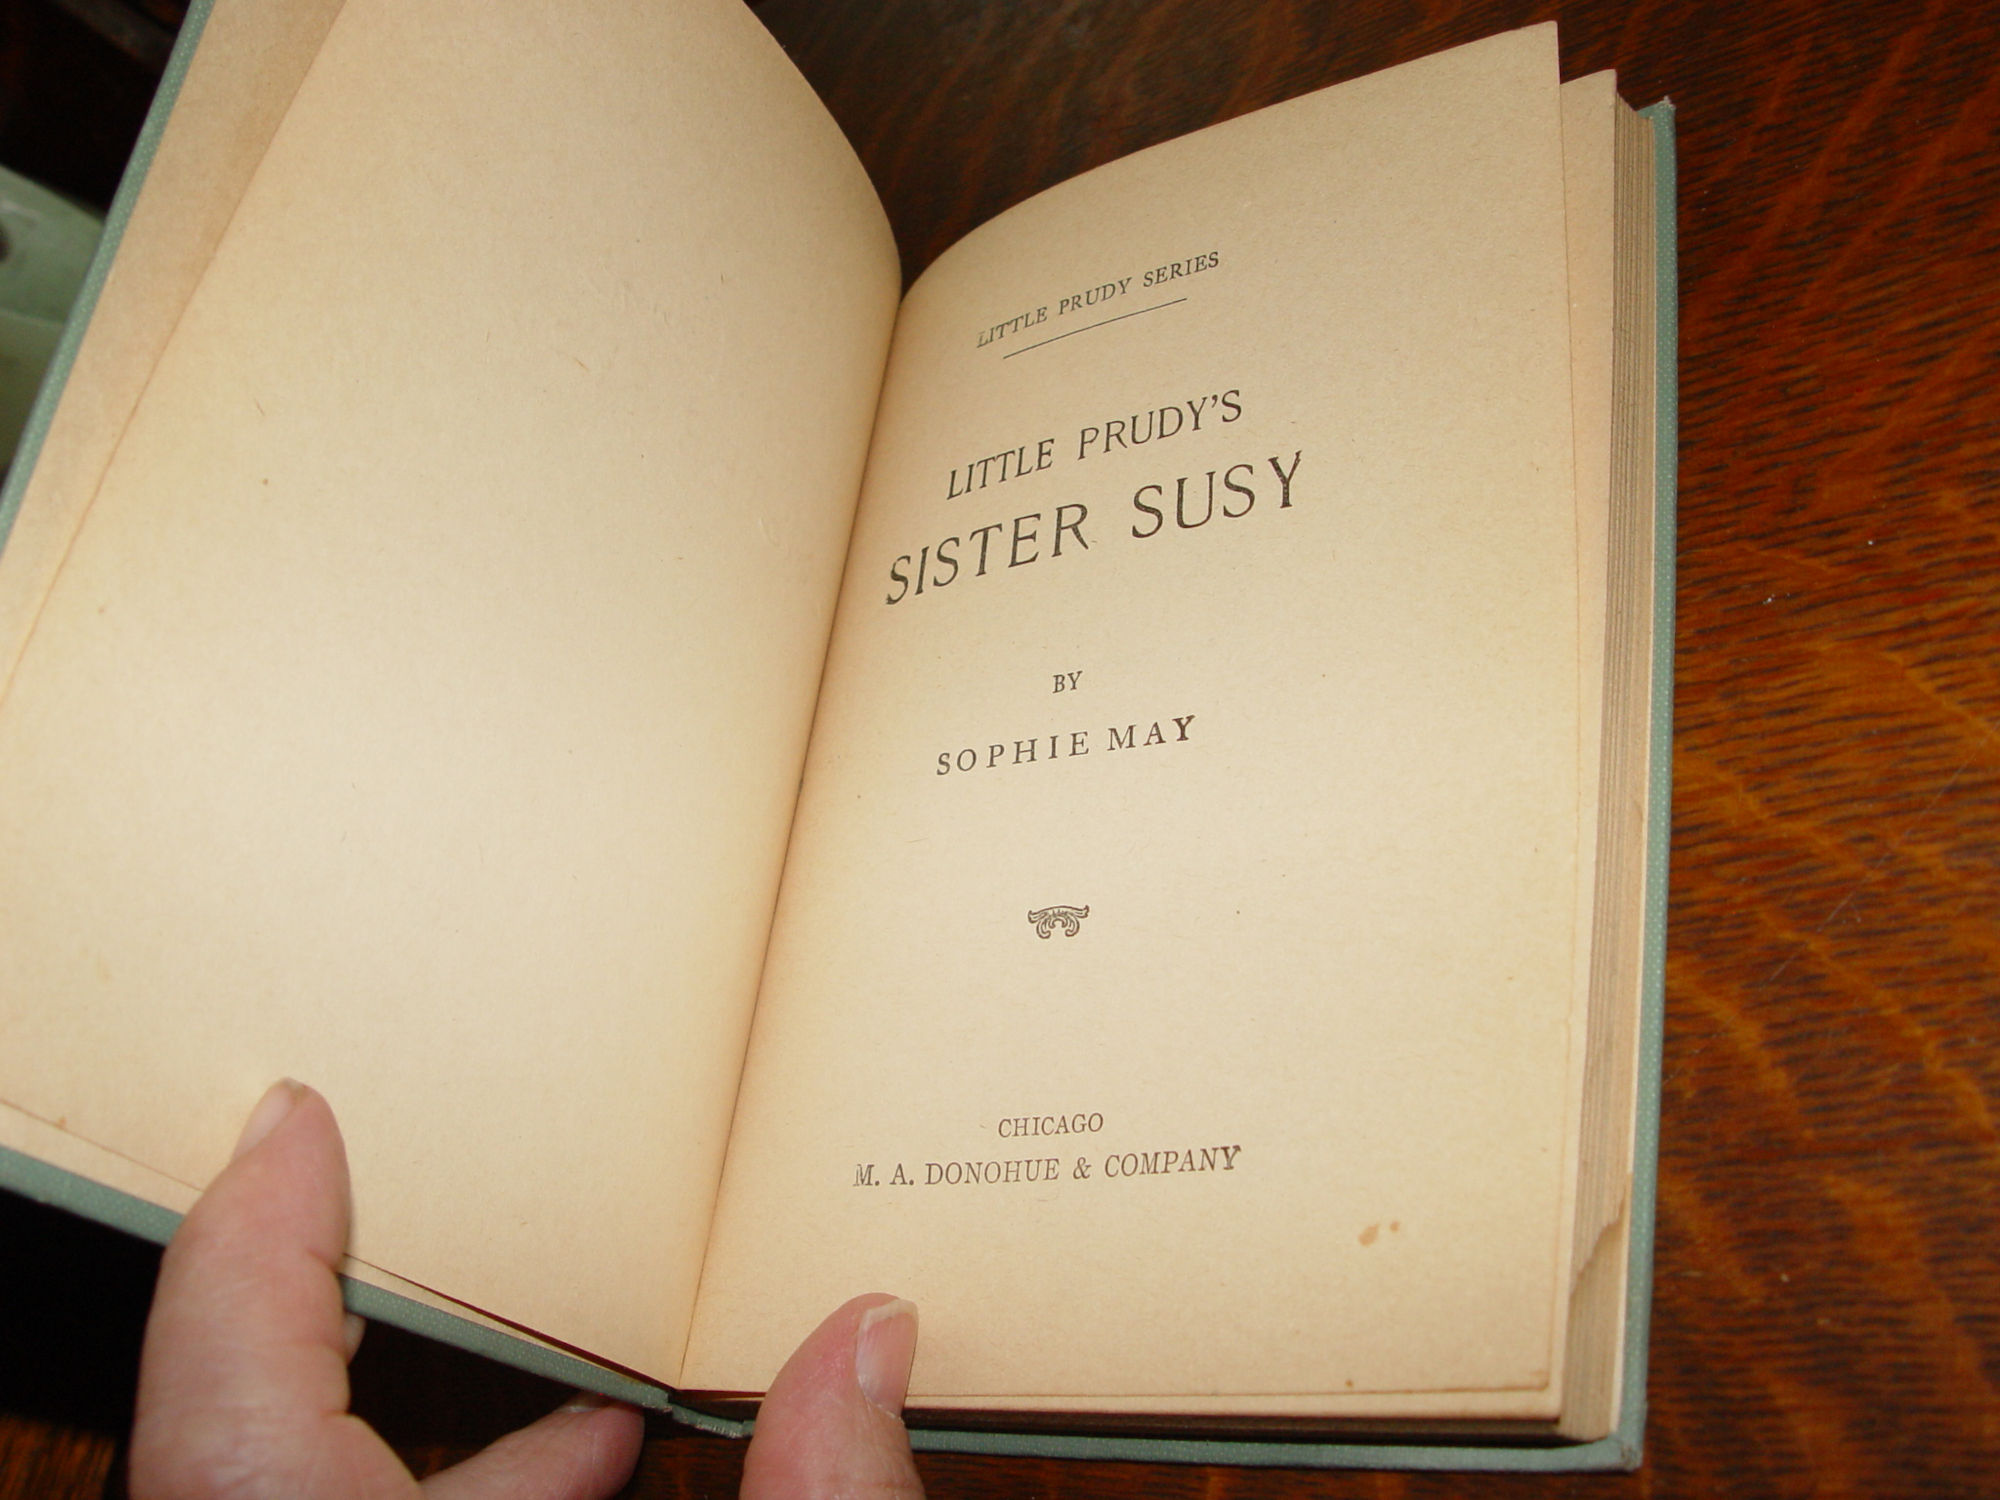 LITTLE PRUDY SERIES
LITTLE PRUDY'S
SISTER SUSY
BY
SOPHIE MAY
CHICAGO
M. A. DONOHUE & COMPANY